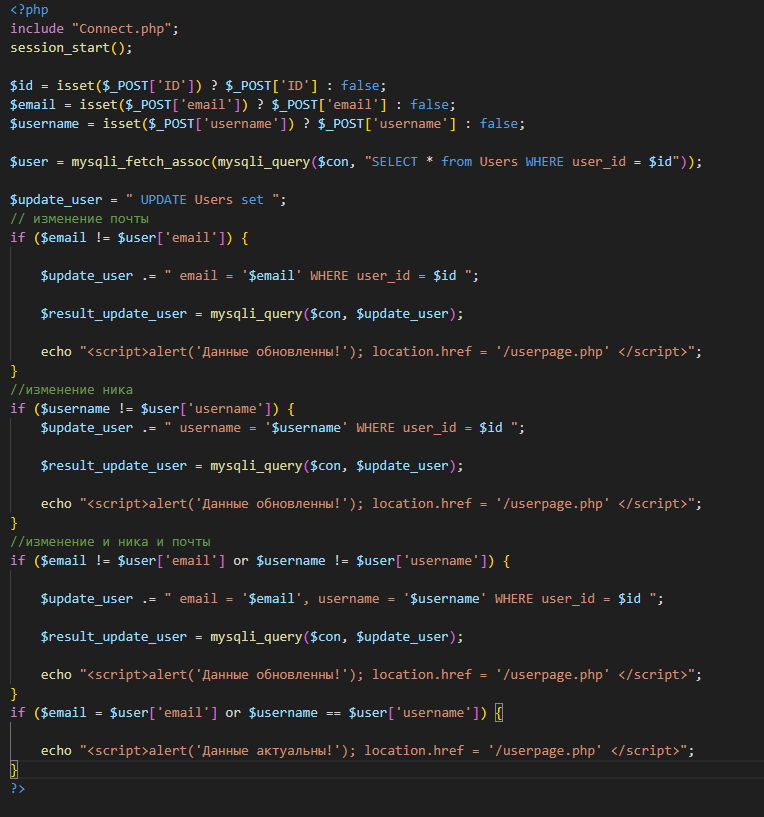 <?php
include "Connect.php";
session_start();
$id = isset($_POST['ID']) ? $_POST['ID'] : false;
$email = isset($_POST['email']) ? $_POST['email'] : false;
$username = isset($_POST['username']) ? $_POST['username'] : false;
$user = mysqli_fetch_assoc(mysqli_query($con, "SELECT * from Users WHERE user_id = $id"));
$update_user = " UPDATE Users set ";
// изменение почты
if ($email != $user['email']) {
$update_user .= " email = '$email' WHERE user_id = $id ";
$result_update_user = mysqli_query($con, $update_user);
echo "<script>alert('Данные обновленны!'); location.href = '/userpage.php' </script>";
}
//изменение ника
if ($username != $user['username']) {
$update_user .= " username = '$username' WHERE user_id = $id ";
$result_update_user = mysqli_query($con, $update_user);
echo "<script>alert('Данные обновленны!'); location.href = '/userpage.php' </script>";
}
//изменение и ника и почты
if ($email != $user['email'] or $username != $user['username']) {
$update_user .= " email = '$email', username = '$username' WHERE user_id = $id ";
$result_update_user = mysqli_query($con, $update_user);
echo "<script>alert('Данные обновленны!'); location.href = '/userpage.php' </script>";
}
if ($email = $user['email'] or $username == $user['username']) {
echo "<script>alert('Данные актуальны!'); location.href = '/userpage.php' </script>";
}
?>